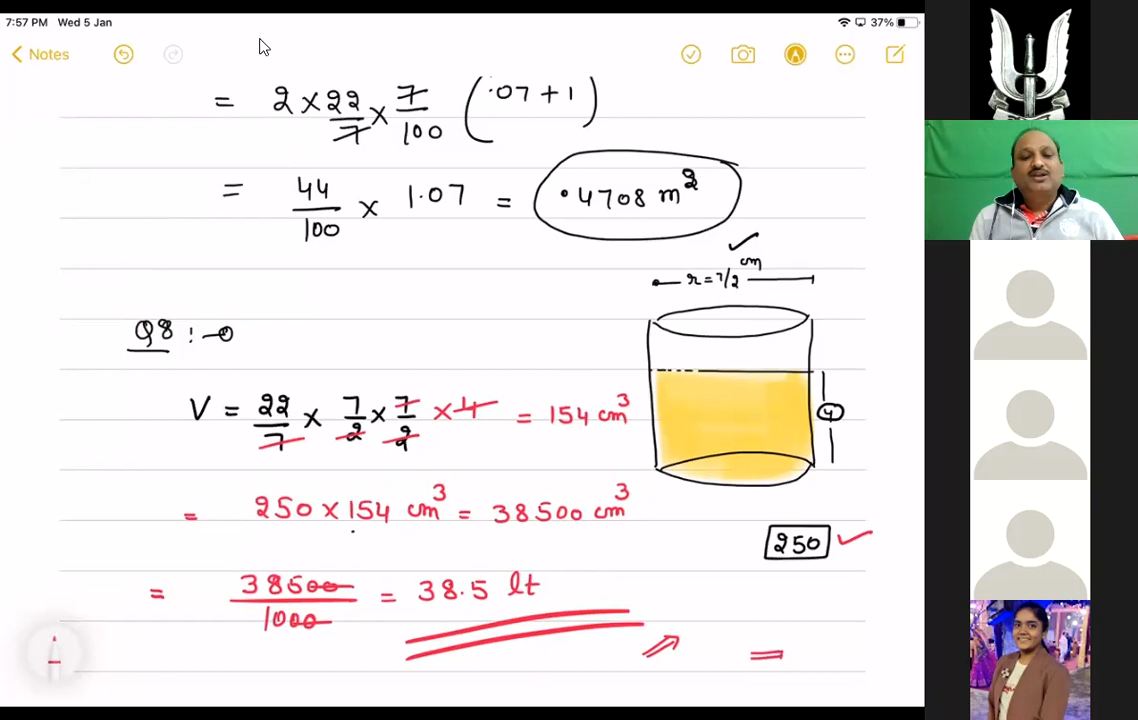 7:57 PM Wed 5 Jan 37%
Notes
= 2 × 22/7 × 7/100 (.07 + 1)
= 44/100 × 1.07 = .4708 m²
r = 7/2 cm
Q8 :-
V = 22/7 × 7/2 × 7/2 × 4 = 154 cm³
4
= 250 × 154 cm³ = 38500 cm³
250
= 38500/1000 = 38.5 lt
=